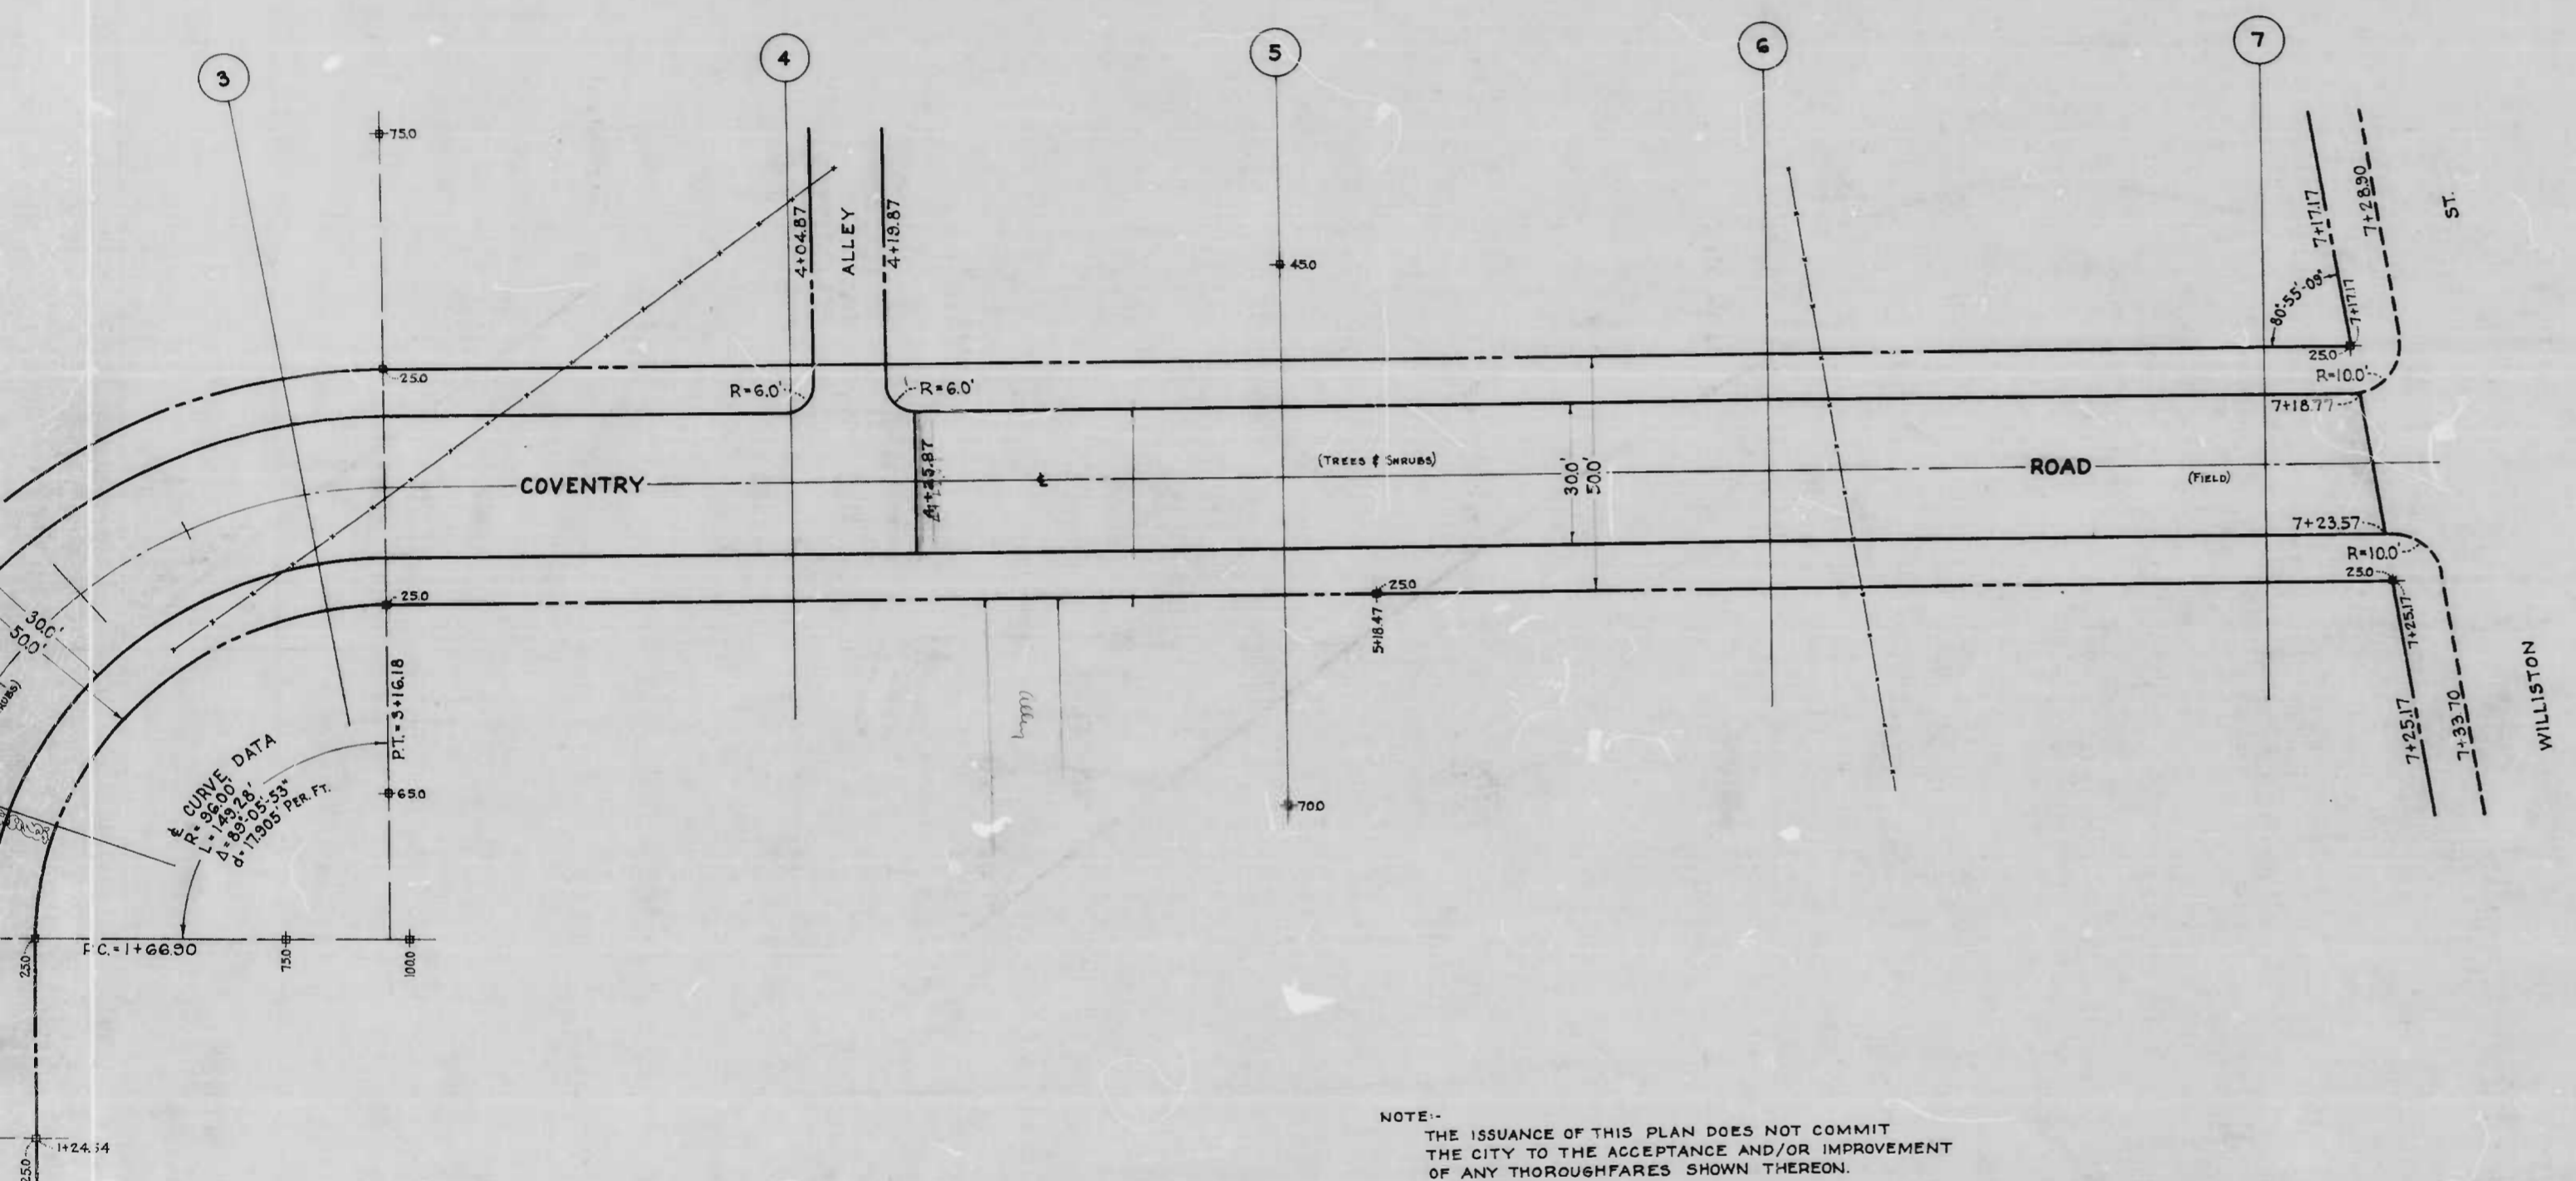 3
4
5
6
7
75.0
4+04.87
ALLEY
4+19.87
45.0
7+17.17
7+28.90
ST.
80°-55'-09"
7+17.17
25.0
25.0
R=6.0'
R=6.0'
R=10.0'
7+18.77
COVENTRY
4+25.87
(TREES & SHRUBS)
30.0'
50.0'
ROAD
(FIELD)
7+23.57
R=10.0'
25.0
25.0
25.0
5+18.47
7+25.17
7+25.17
7+33.70
WILLISTON
30.0'
50.0'
P.T.=3+16.18
Alley
65.0
70.0
℄ CURVE DATA
R=96.00'
L=149.28'
Δ=89°-05'-53"
d=17.905' PER. FT.
P.C.=1+66.90
25.0
75.0
100.0
25.0
NOTE:-
THE ISSUANCE OF THIS PLAN DOES NOT COMMIT
THE CITY TO THE ACCEPTANCE AND/OR IMPROVEMENT
OF ANY THOROUGHFARES SHOWN THEREON.